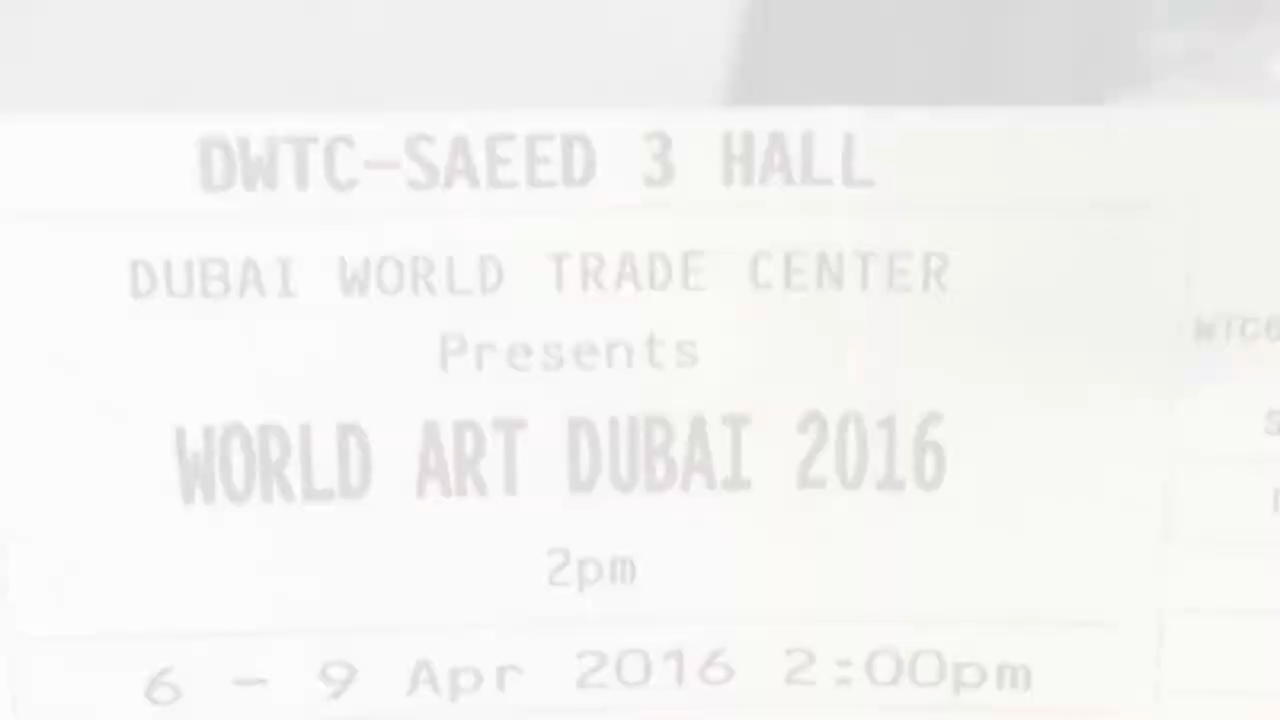 DWTC-SAEED 3 HALL
DUBAI WORLD TRADE CENTER
Presents
WORLD ART DUBAI 2016
2pm
6 - 9 Apr 2016 2:00pm